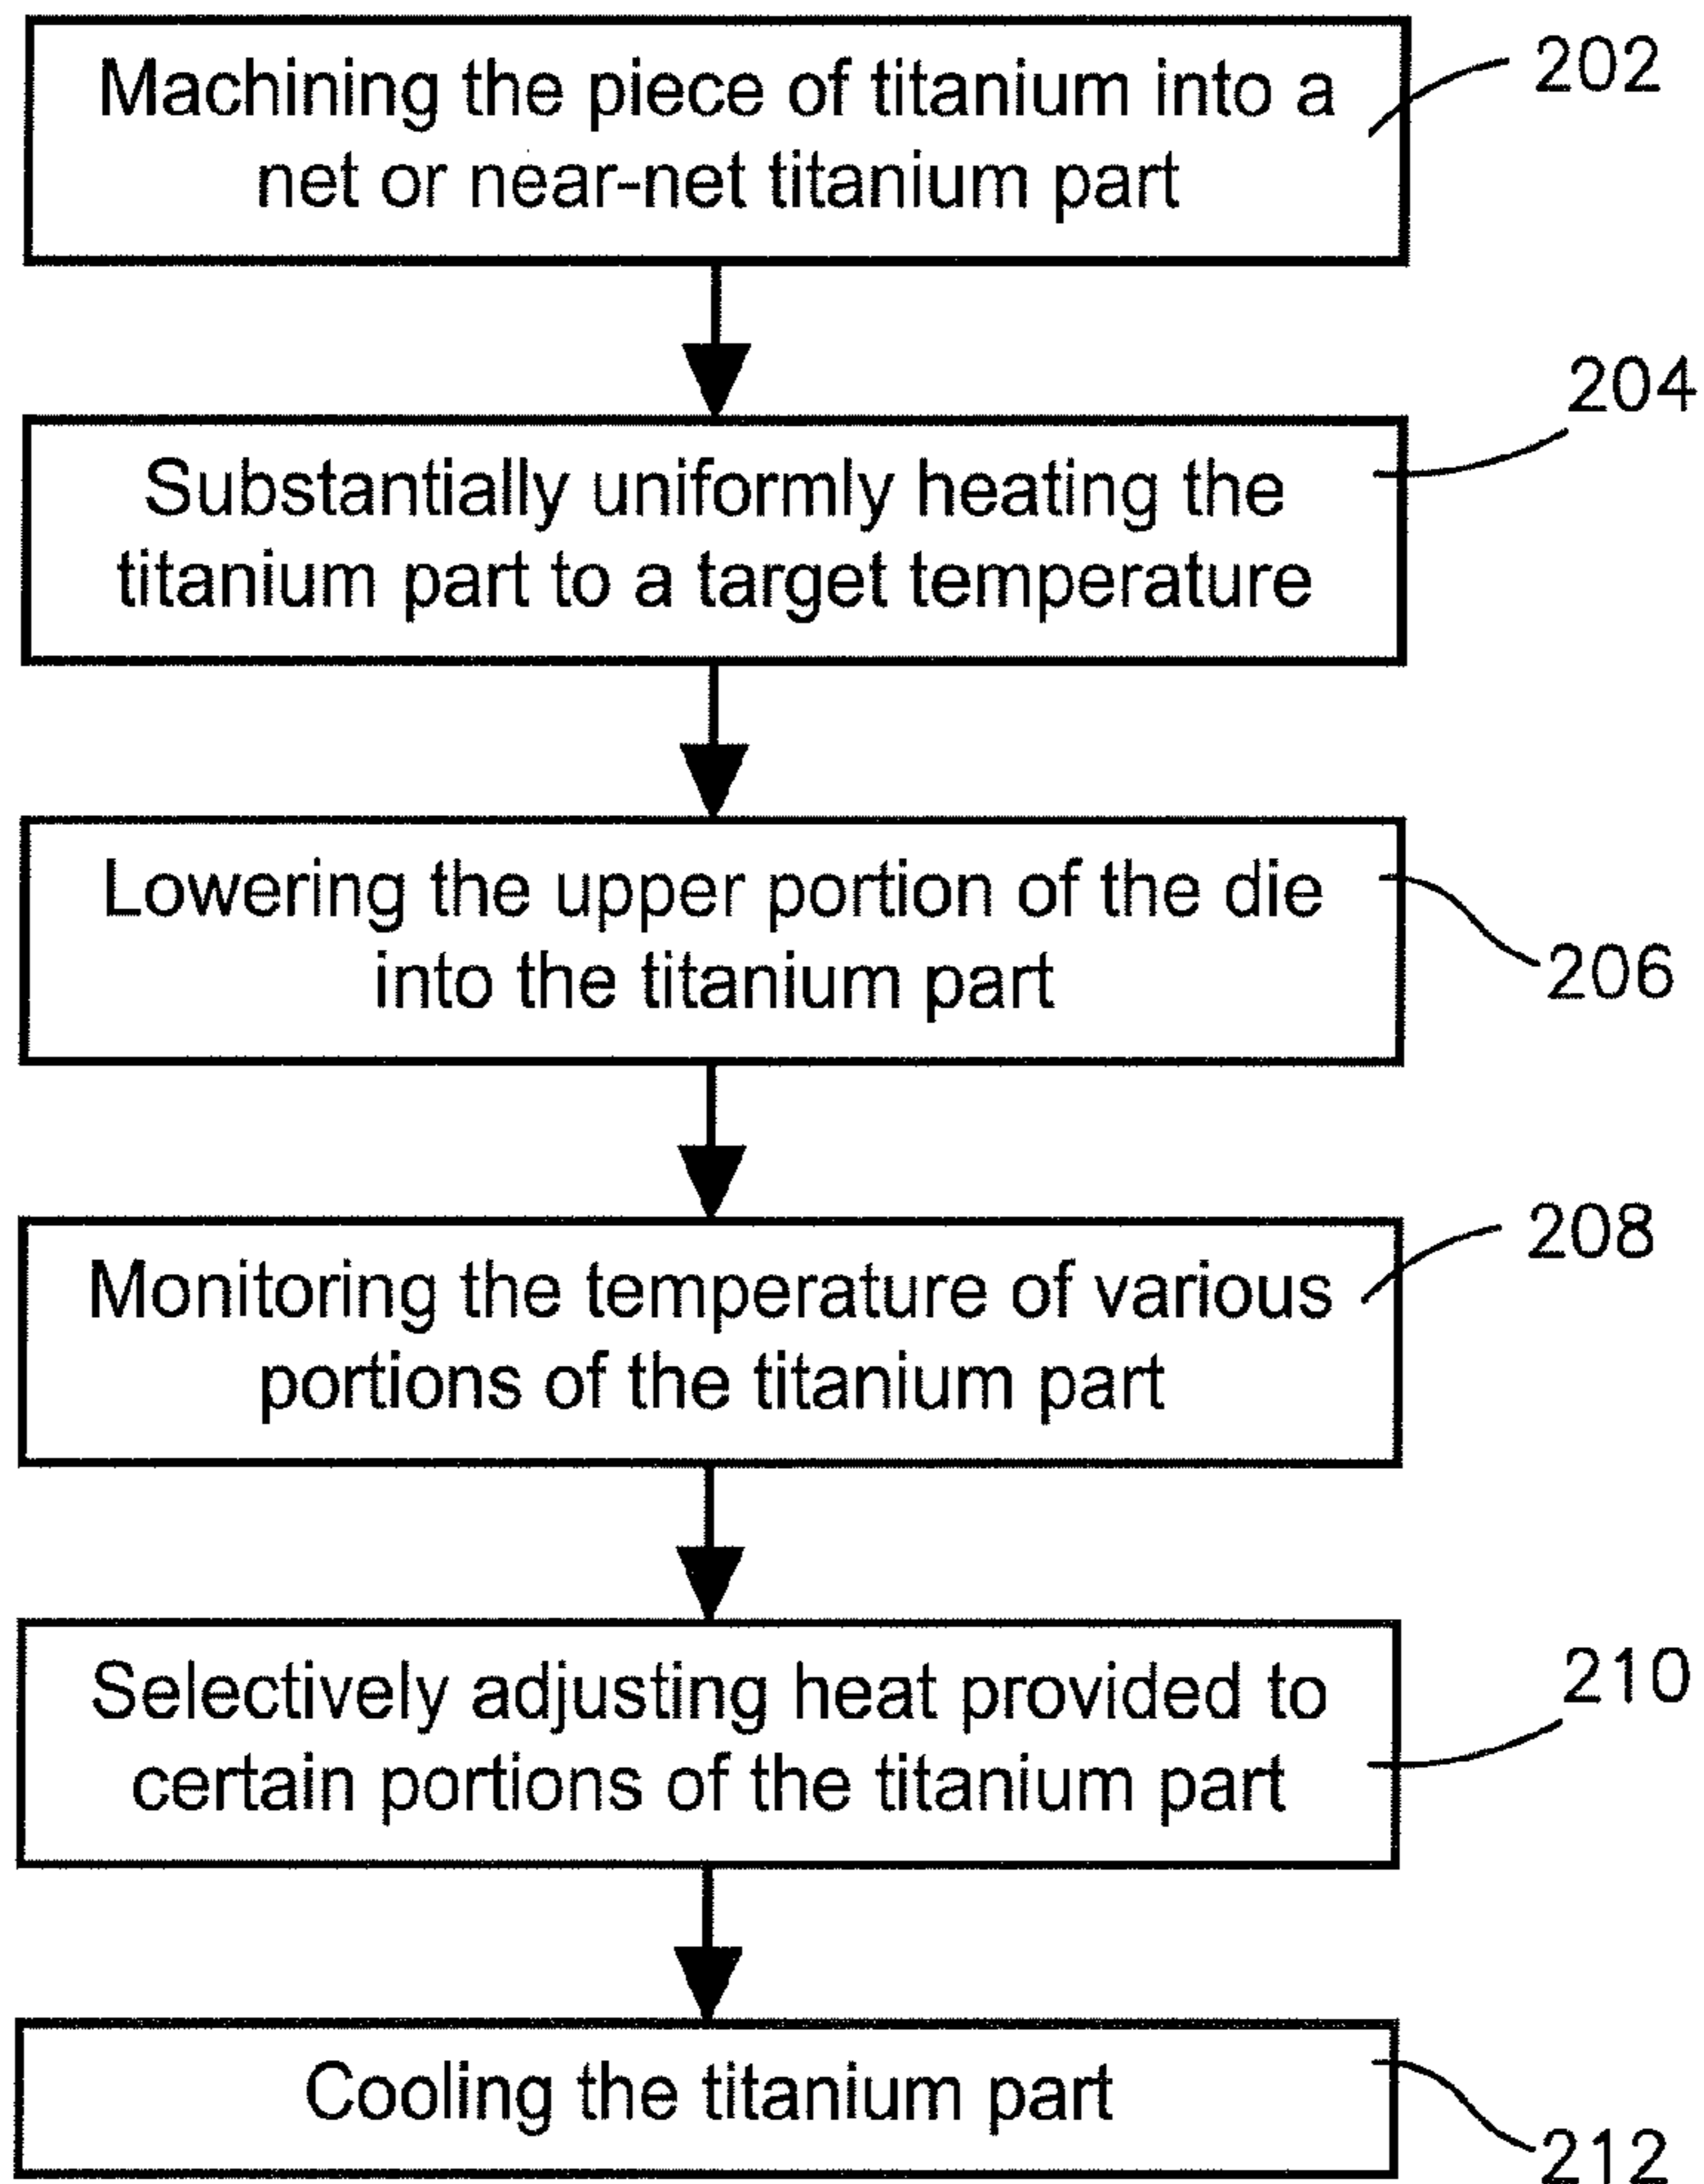 Machining the piece of titanium into a
net or near-net titanium part
202
Substantially uniformly heating the
titanium part to a target temperature
204
Lowering the upper portion of the die
into the titanium part
206
Monitoring the temperature of various
portions of the titanium part
208
Selectively adjusting heat provided to
certain portions of the titanium part
210
Cooling the titanium part
212